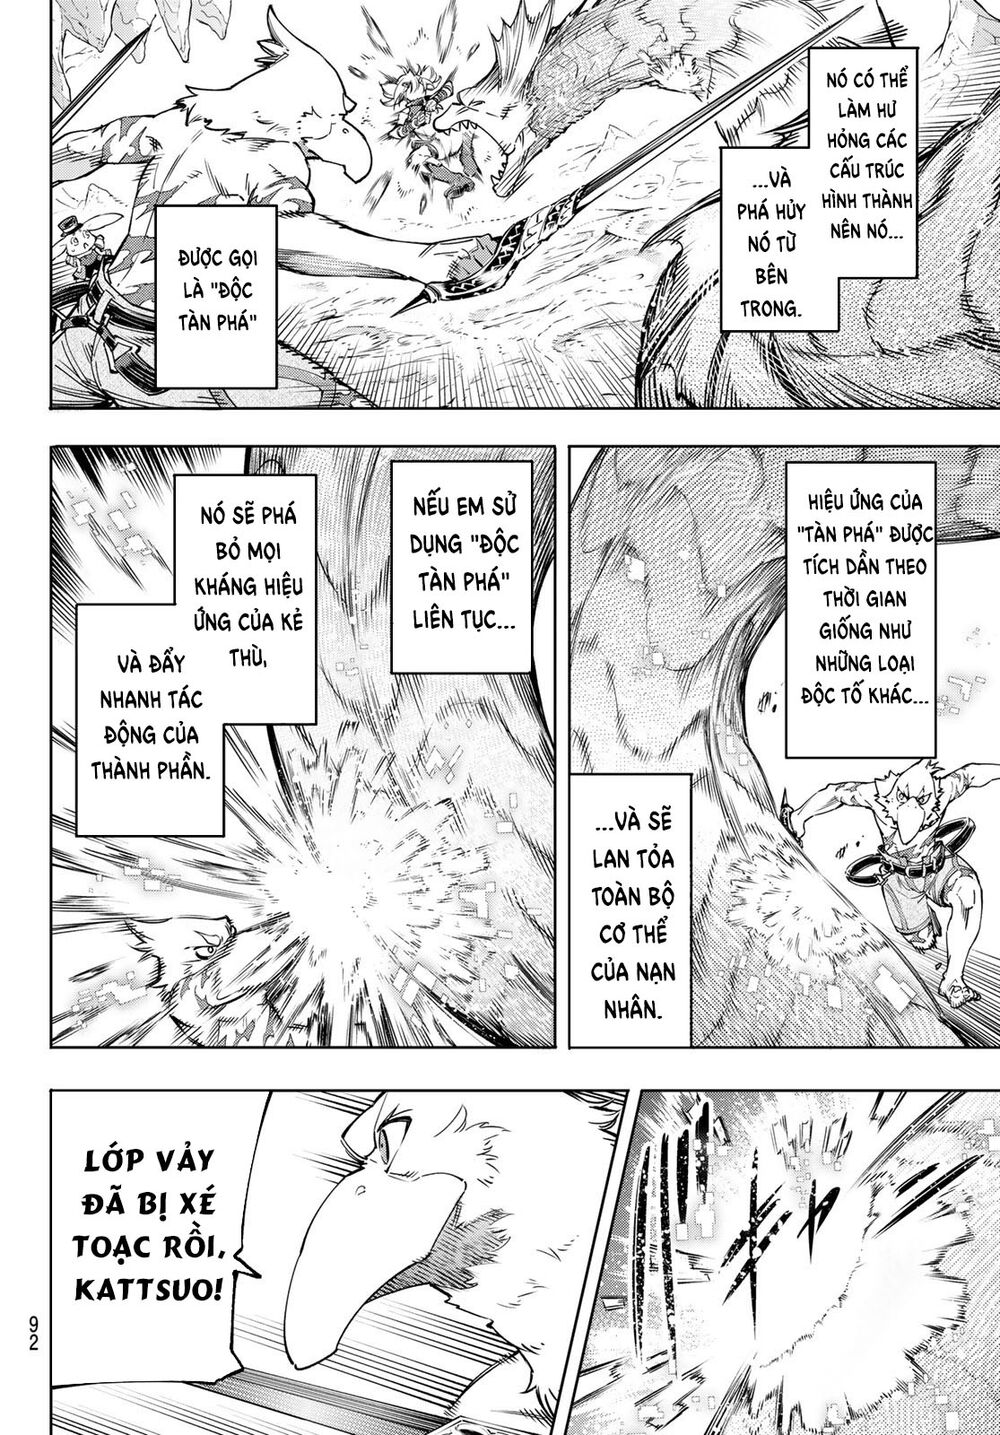 NÓ CÓ THỂ
LÀM HƯ
HỎNG CÁC
CẤU TRÚC
HÌNH THÀNH
NÊN NÓ...
...VÀ
PHÁ HỦY
NÓ TỪ
BÊN
TRONG.
ĐƯỢC GỌI
LÀ "ĐỘC
TÀN PHÁ"
HIỆU ỨNG CỦA
"TÀN PHÁ" ĐƯỢC
TÍCH DẦN THEO
THỜI GIAN
GIỐNG NHƯ
NHỮNG LOẠI
ĐỘC TỐ KHÁC...
...VÀ SẼ
LAN TỎA
TOÀN BỘ
CƠ THỂ
CỦA NẠN
NHÂN.
NẾU EM SỬ
DỤNG "ĐỘC
TÀN PHÁ"
LIÊN TỤC...
NÓ SẼ PHÁ
BỎ MỌI
KHÁNG HIỆU
ỨNG CỦA KẺ
THÙ,
VÀ ĐẨY
NHANH TÁC
ĐỘNG CỦA
THÀNH PHẦN.
LỚP VẢY
ĐÃ BỊ XÉ
TOẠC RỒI,
KATTSUO!
92